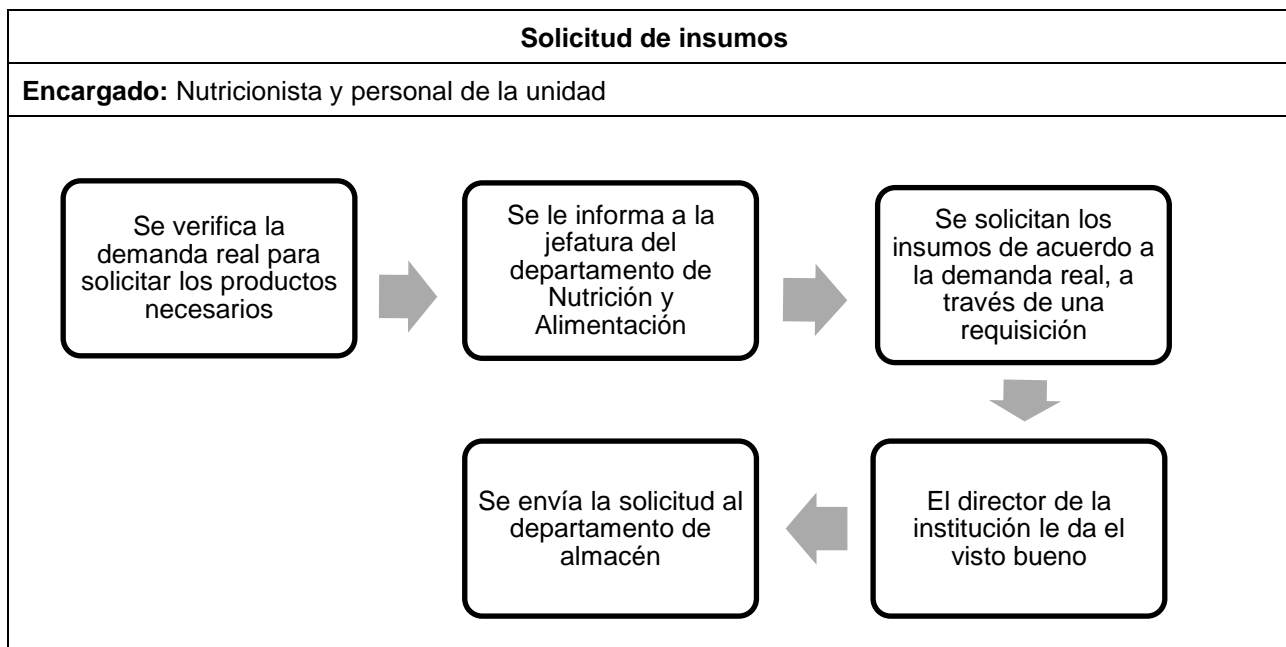 Solicitud de insumos
Encargado: Nutricionista y personal de la unidad
Se verifica la
demanda real para
solicitar los productos
necesarios
Se le informa a la
jefatura del
departamento de
Nutrición y
Alimentación
Se solicitan los
insumos de acuerdo a
la demanda real, a
través de una
requisición
El director de la
institución le da el
visto bueno
Se envía la solicitud al
departamento de
almacén